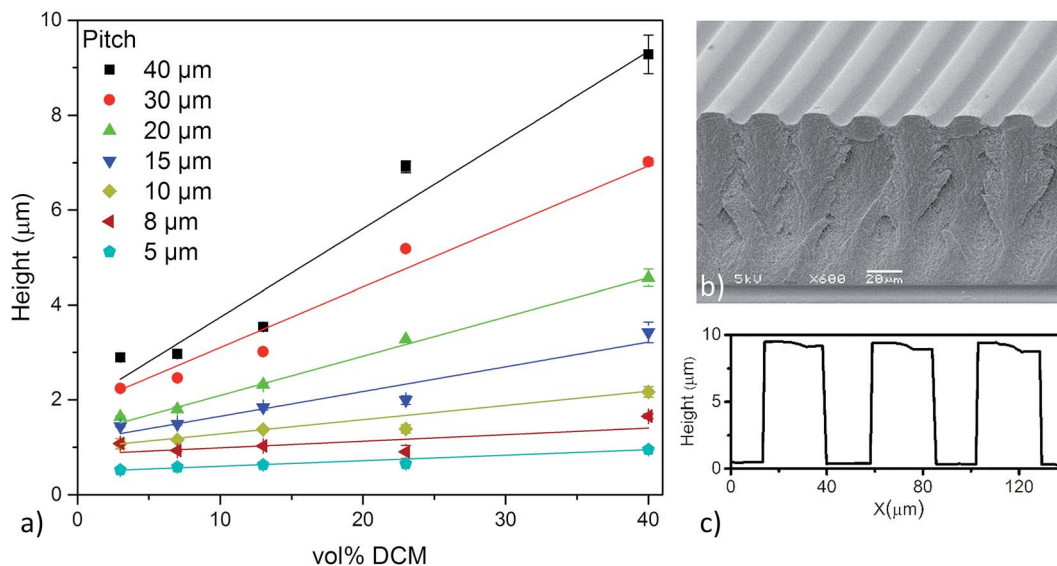 Pitch
40 µm
30 µm
20 µm
15 µm
10 µm
8 µm
5 µm
10
8
6
4
2
0
Height (µm)
0
10
20
30
40
vol% DCM
a)
5kV X600 20µm
b)
10
5
0
Height (µm)
0
40
80
120
X(µm)
c)